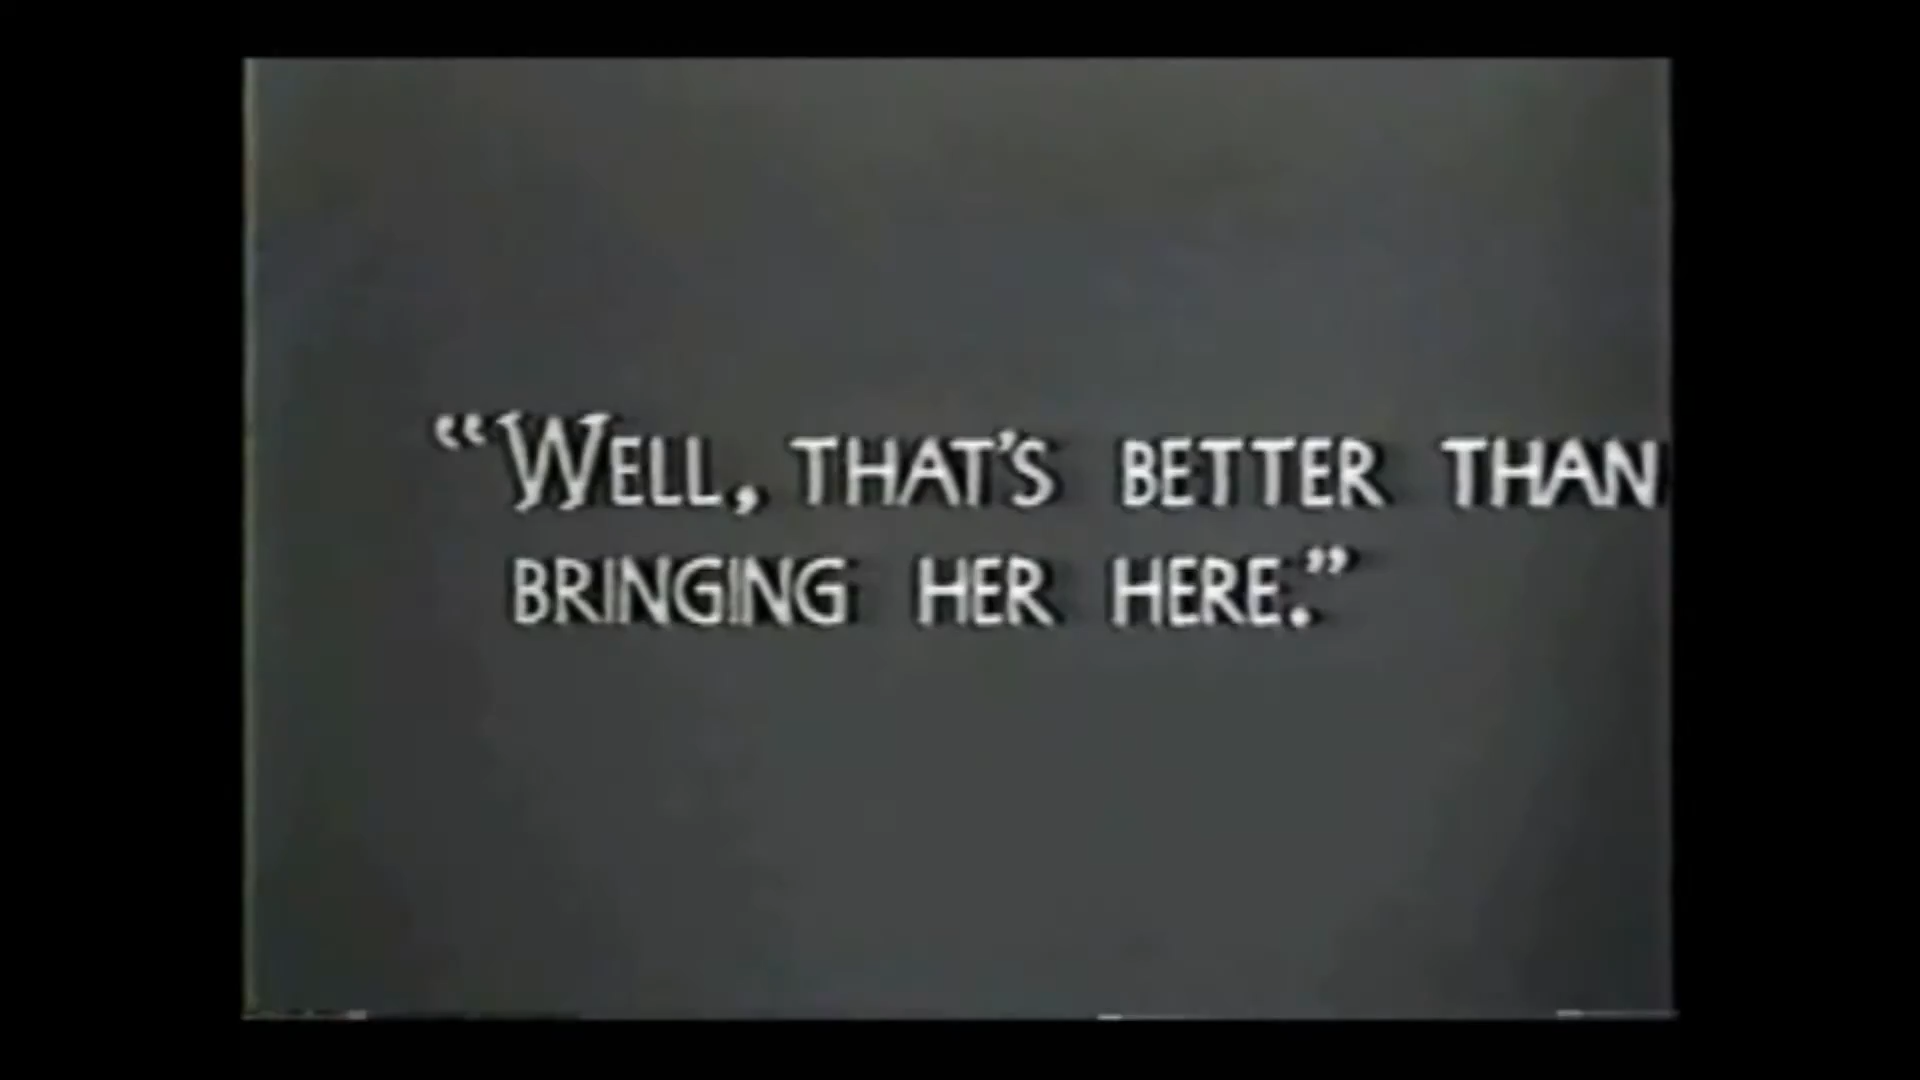 “WELL, THAT’S BETTER THAN
BRINGING HER HERE.”